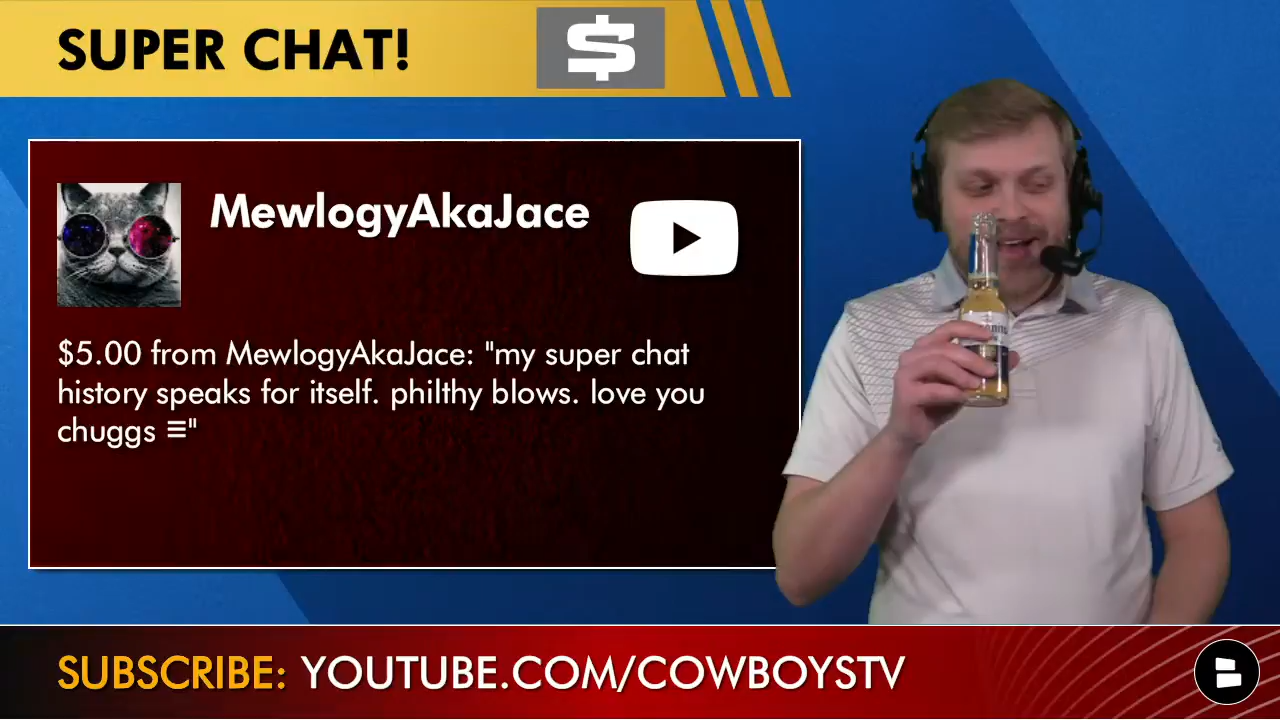 SUPER CHAT!
MewlogyAkaJace
$5.00 from MewlogyAkaJace: "my super chat
history speaks for itself. philthy blows. love you
chuggs ≡"
SUBSCRIBE: YOUTUBE.COM/COWBOYSTV